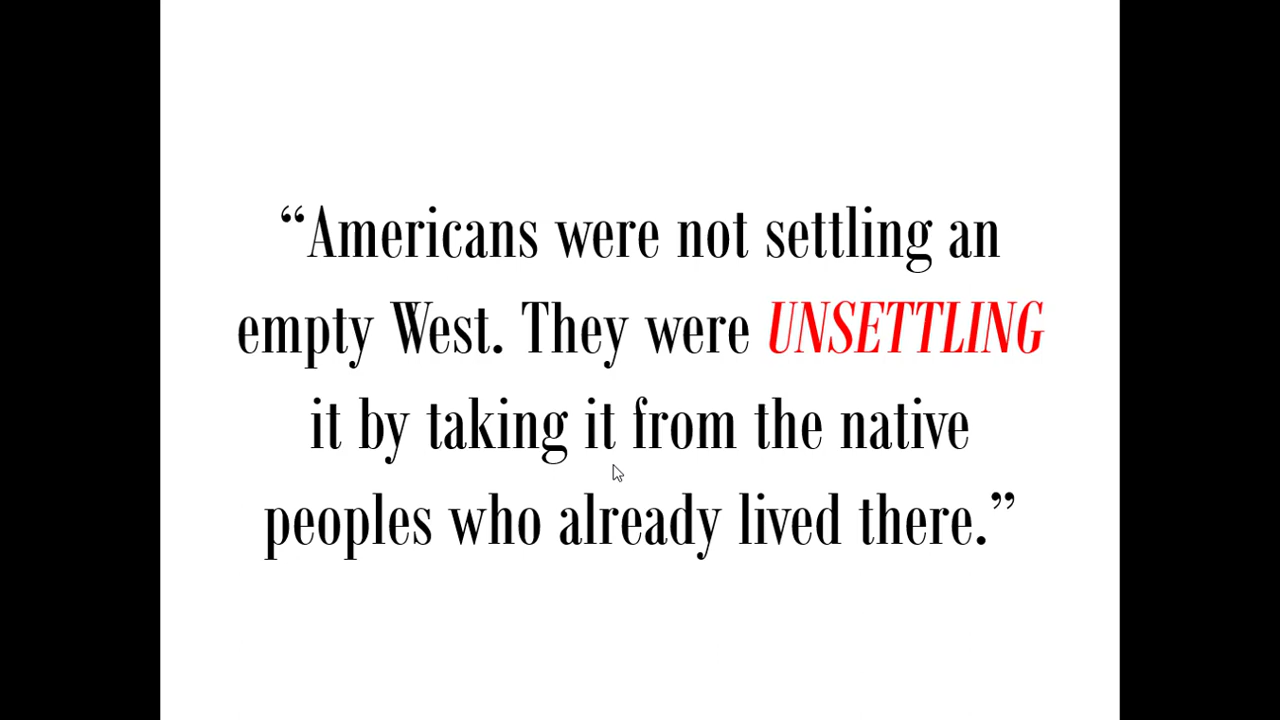 “Americans were not settling an
empty West. They were UNSETTLING
it by taking it from the native
peoples who already lived there.”